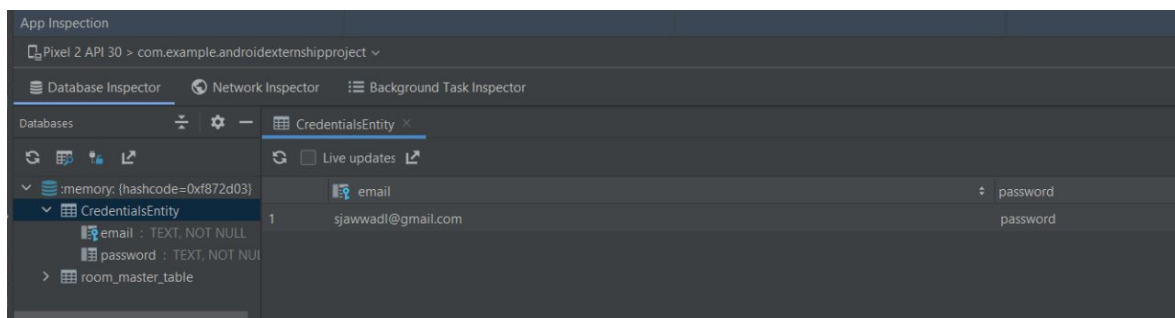 App Inspection
Pixel 2 API 30 > com.example.androidexternshipproject
Database Inspector Network Inspector Background Task Inspector
Databases CredentialsEntity
Live updates
:memory: {hashcode=0xf872d03} email password
CredentialsEntity
1 sjawwadl@gmail.com password
email : TEXT, NOT NULL
password : TEXT, NOT NUL
room_master_table